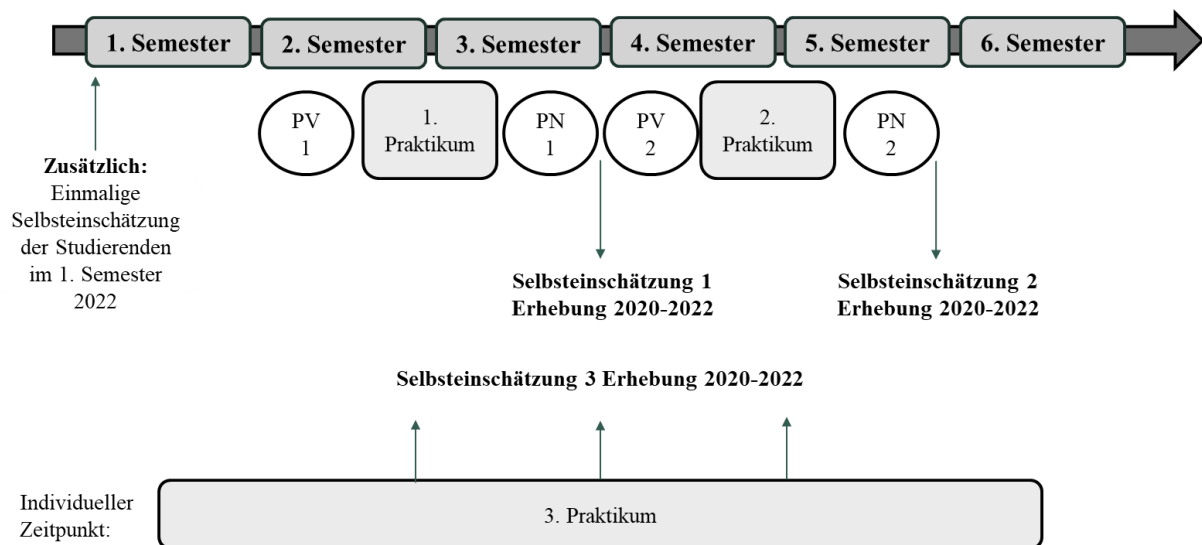 1. Semester
2. Semester
3. Semester
4. Semester
5. Semester
6. Semester
PV
1
1.
Praktikum
PN
1
PV
2
2.
Praktikum
PN
2
Zusätzlich:
Einmalige
Selbsteinschätzung
der Studierenden
im 1. Semester
2022
Selbsteinschätzung 1
Erhebung 2020-2022
Selbsteinschätzung 2
Erhebung 2020-2022
Selbsteinschätzung 3 Erhebung 2020-2022
Individueller
Zeitpunkt:
3. Praktikum